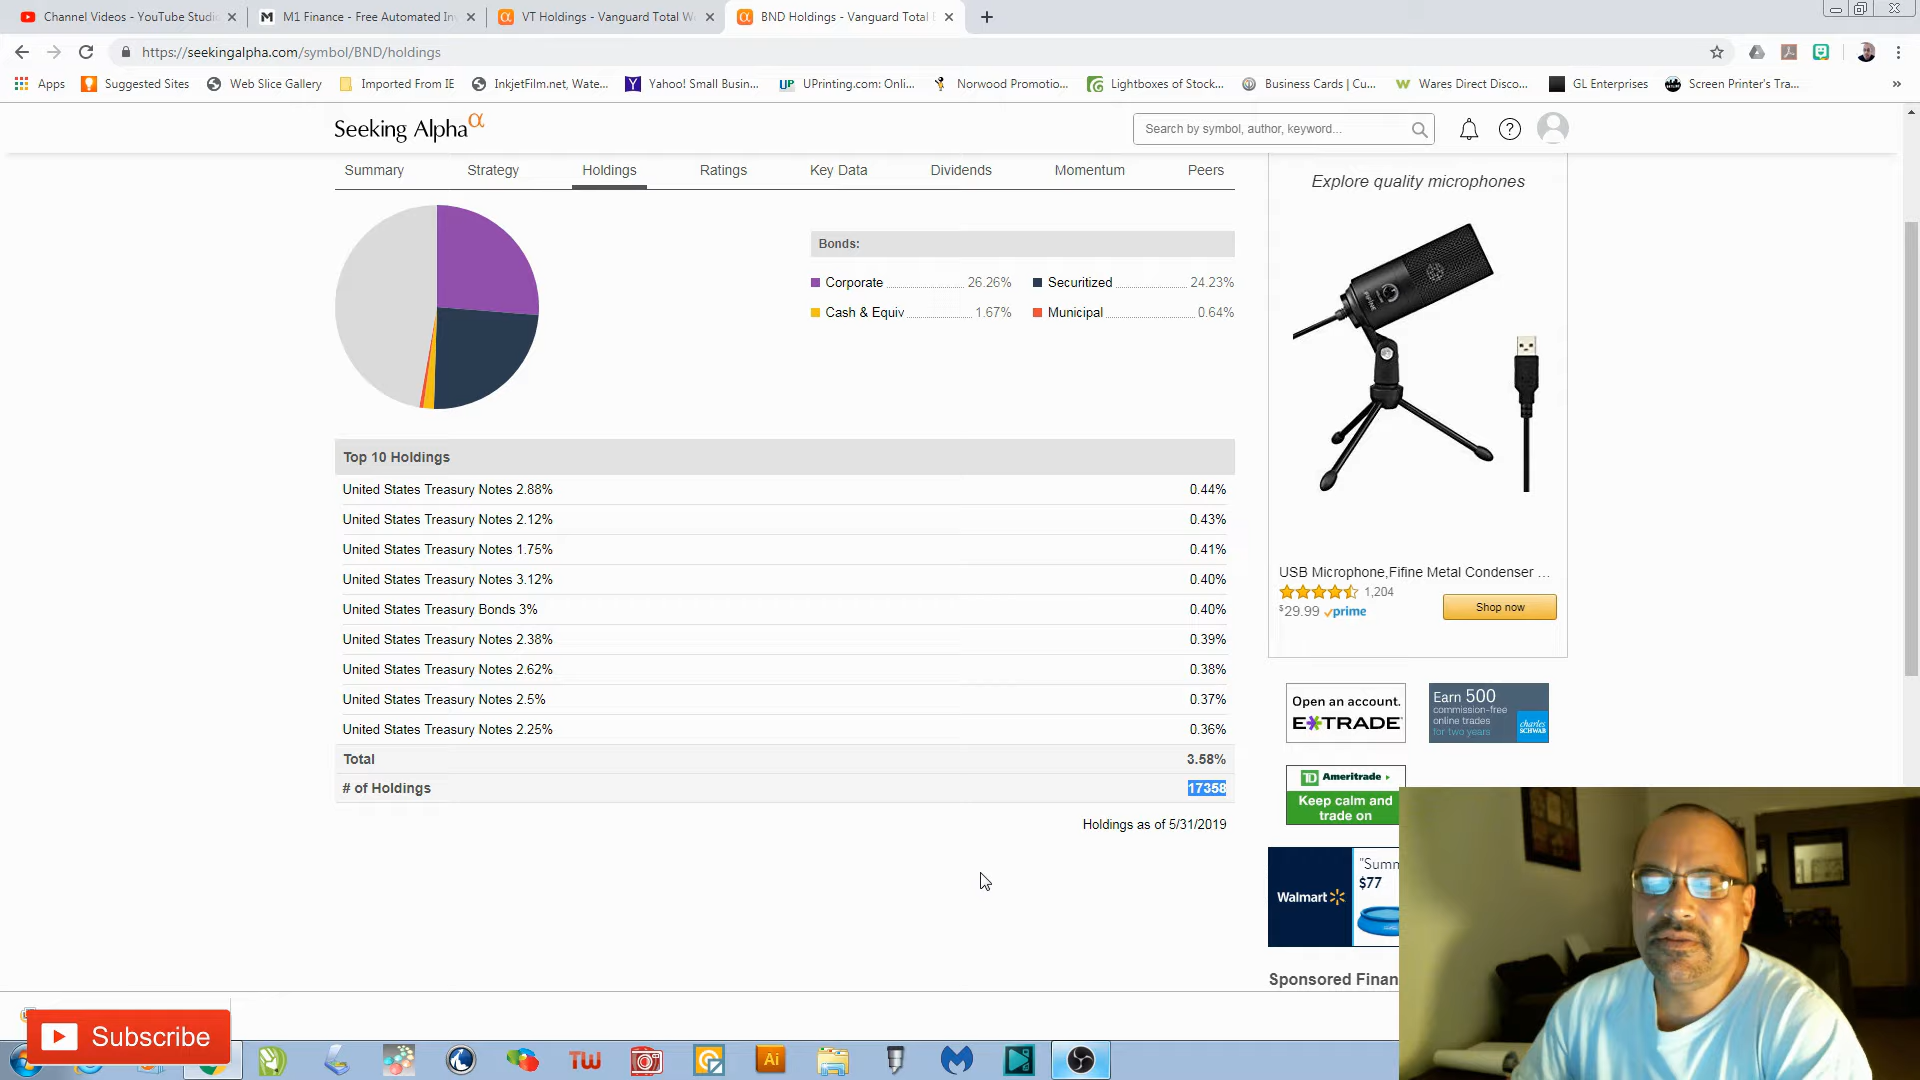 Channel Videos - YouTube Studio
M1 Finance - Free Automated In
VT Holdings - Vanguard Total W
BND Holdings - Vanguard Total
https://seekingalpha.com/symbol/BND/holdings
Apps
Suggested Sites
Web Slice Gallery
Imported From IE
InkjetFilm.net, Wate...
Yahoo! Small Busin...
UPrinting.com: Onli...
Norwood Promotio...
Lightboxes of Stock...
Business Cards | Cu...
Wares Direct Disco...
GL Enterprises
Screen Printer's Tra...
Seeking Alpha α
Search by symbol, author, keyword...
Summary Strategy Holdings Ratings Key Data Dividends Momentum Peers
Bonds:
Corporate 26.26% Securitized 24.23%
Cash & Equiv 1.67% Municipal 0.64%
Top 10 Holdings
United States Treasury Notes 2.88% 0.44%
United States Treasury Notes 2.12% 0.43%
United States Treasury Notes 1.75% 0.41%
United States Treasury Notes 3.12% 0.40%
United States Treasury Bonds 3% 0.40%
United States Treasury Notes 2.38% 0.39%
United States Treasury Notes 2.62% 0.38%
United States Treasury Notes 2.5% 0.37%
United States Treasury Notes 2.25% 0.36%
Total 3.58%
# of Holdings 17358
Holdings as of 5/31/2019
Explore quality microphones
FIFINE
USB Microphone,Fifine Metal Condenser ...
1,204
$29.99 prime
Shop now
Open an account.
E*TRADE
Earn 500
commission-free
online trades
for two years
charles
SCHWAB
TD Ameritrade
Keep calm and
trade on
Walmart
"Summ
$77
Sponsored Finan
Subscribe
TW
Ai